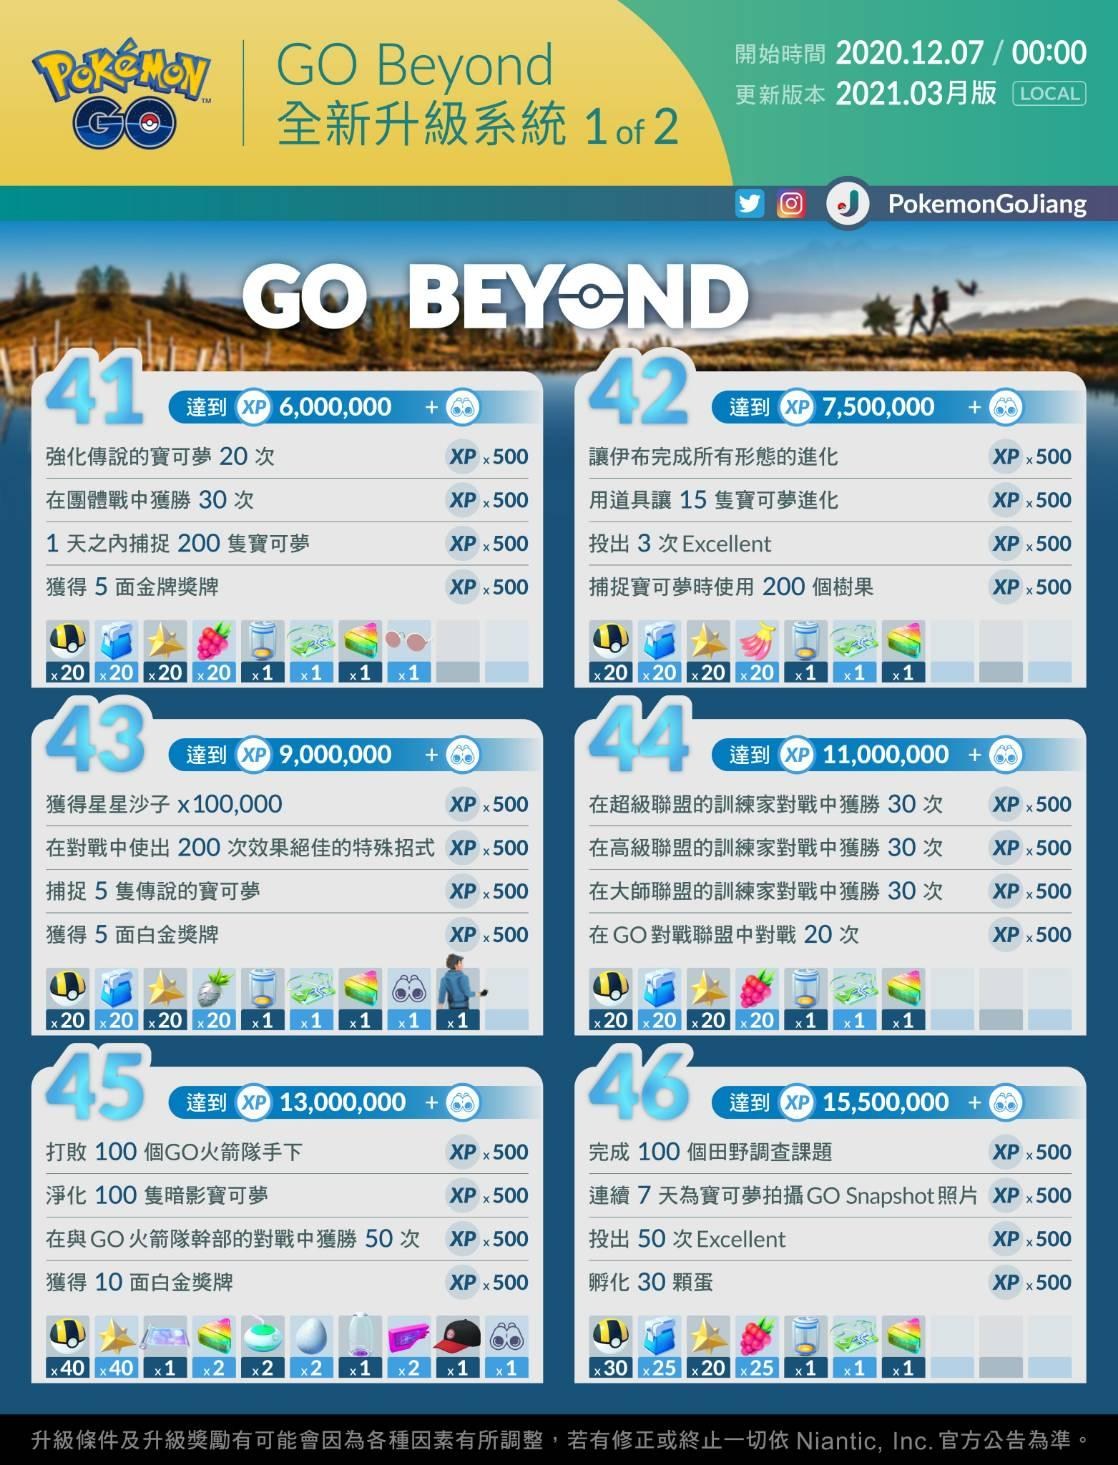 POKÉMON
GO
TM
GO Beyond
全新升級系統 1 of 2
開始時間 2020.12.07 / 00:00
更新版本 2021.03月版 LOCAL
PokemonGoJiang
GO BEYOND
41
達到 XP 6,000,000 +
強化傳說的寶可夢 20 次 XP x500
在團體戰中獲勝 30 次 XP x500
1 天之內捕捉 200 隻寶可夢 XP x500
獲得 5 面金牌獎牌 XP x500
x20 x20 x20 x20 x1 x1 x1 x1
42
達到 XP 7,500,000 +
讓伊布完成所有形態的進化 XP x500
用道具讓 15 隻寶可夢進化 XP x500
投出 3 次 Excellent XP x500
捕捉寶可夢時使用 200 個樹果 XP x500
x20 x20 x20 x20 x1 x1 x1
43
達到 XP 9,000,000 +
獲得星星沙子 x100,000 XP x500
在對戰中使出 200 次效果絕佳的特殊招式 XP x500
捕捉 5 隻傳說的寶可夢 XP x500
獲得 5 面白金獎牌 XP x500
x20 x20 x20 x20 x1 x1 x1 x1 x1
44
達到 XP 11,000,000 +
在超級聯盟的訓練家對戰中獲勝 30 次 XP x500
在高級聯盟的訓練家對戰中獲勝 30 次 XP x500
在大師聯盟的訓練家對戰中獲勝 30 次 XP x500
在GO對戰聯盟中對戰 20 次 XP x500
x20 x20 x20 x20 x1 x1 x1
45
達到 XP 13,000,000 +
打敗 100 個GO火箭隊手下 XP x500
淨化 100 隻暗影寶可夢 XP x500
在與GO火箭隊幹部的對戰中獲勝 50 次 XP x500
獲得 10 面白金獎牌 XP x500
x40 x40 x1 x2 x2 x2 x1 x2 x1 x1
46
達到 XP 15,500,000 +
完成 100 個田野調查課題 XP x500
連續 7 天為寶可夢拍攝GO Snapshot照片 XP x500
投出 50 次 Excellent XP x500
孵化 30 顆蛋 XP x500
x30 x25 x20 x25 x1 x1 x1
升級條件及升級獎勵有可能會因為各種因素有所調整，若有修正或終止一切依 Niantic, Inc. 官方公告為準。